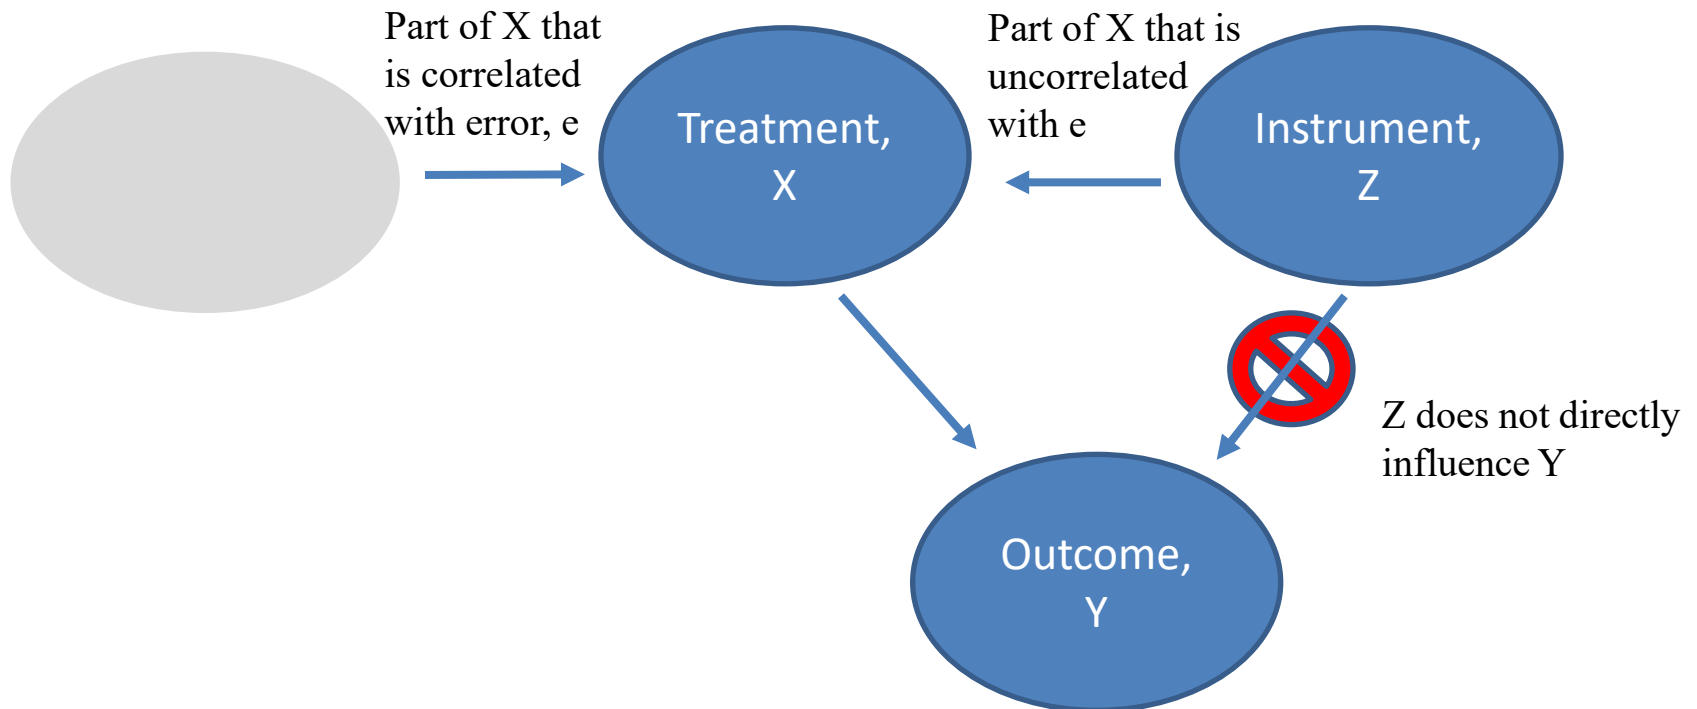 Part of X that
is correlated
with error, e
Treatment,
X
Part of X that is
uncorrelated
with e
Instrument,
Z
Z does not directly
influence Y
Outcome,
Y